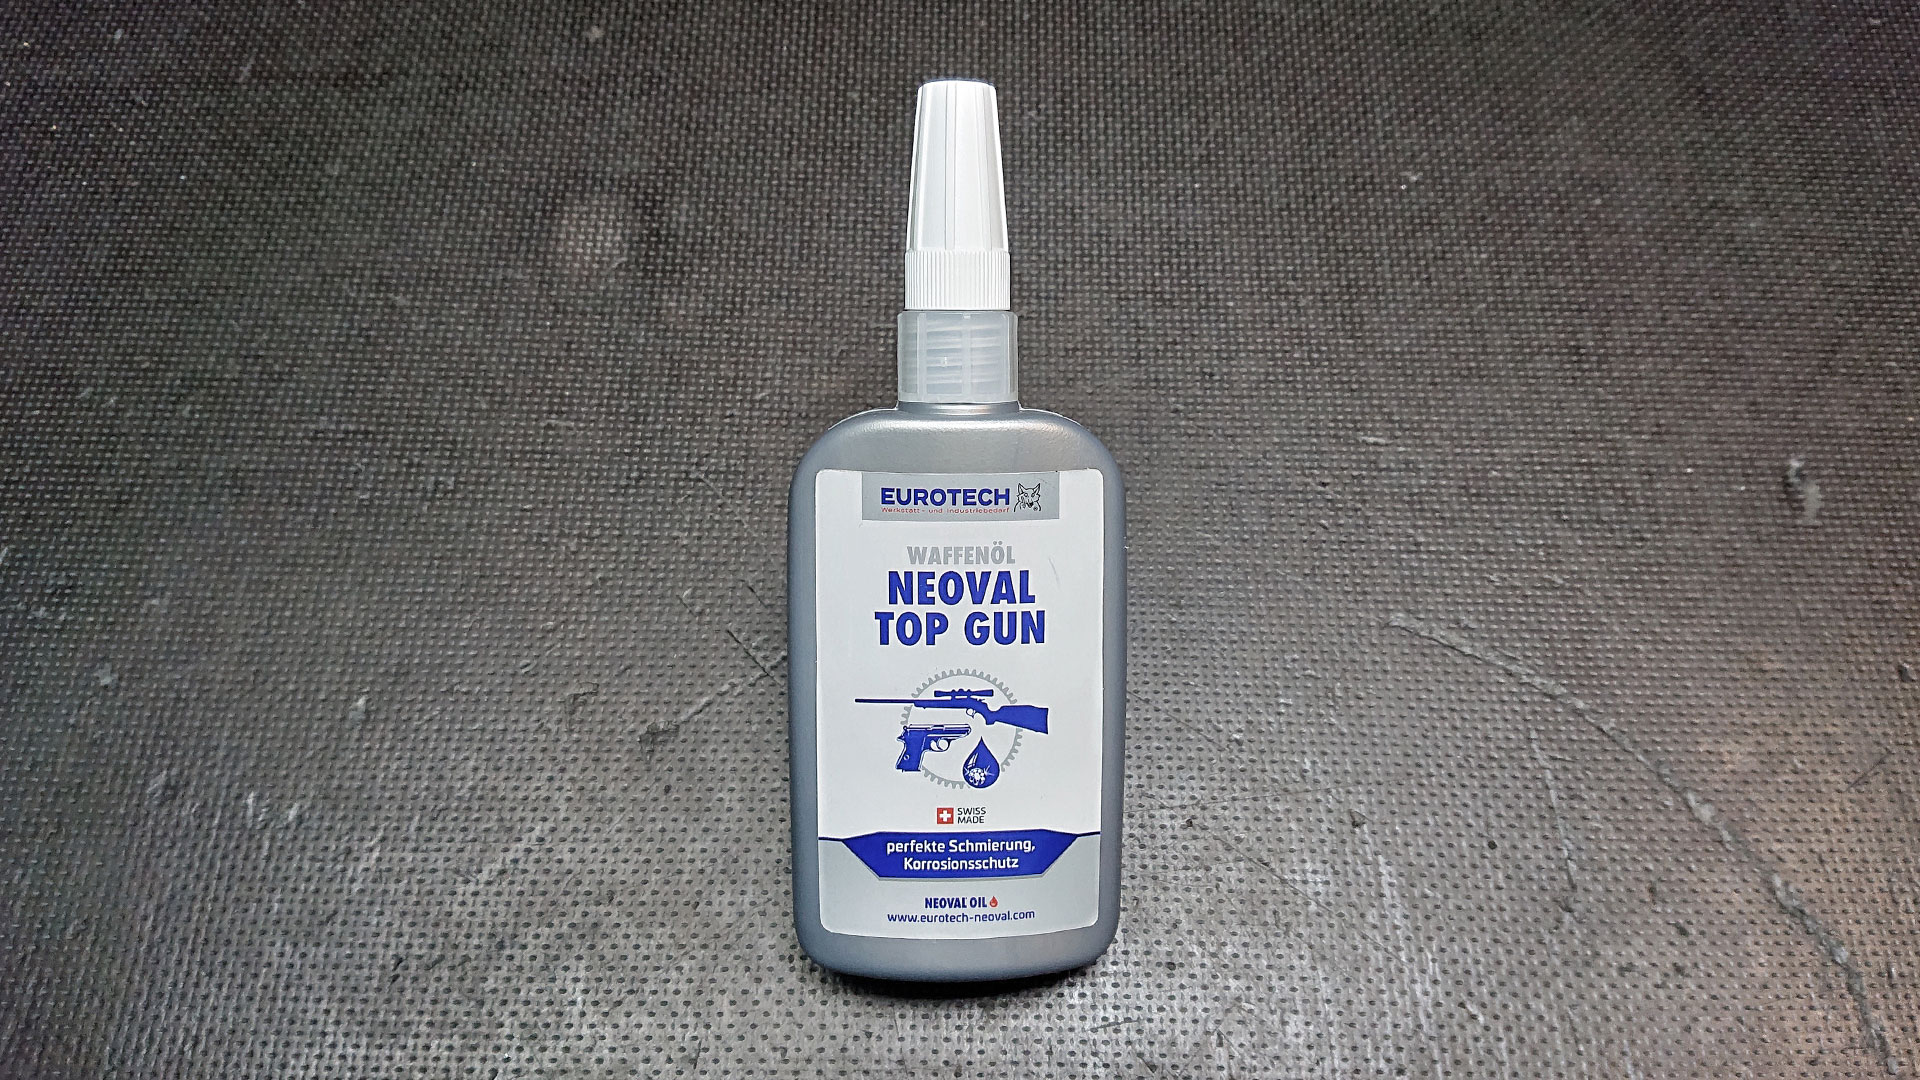 EUROTECH
Werkstatt- und Industriebedarf
WAFFENÖL
NEOVAL
TOP GUN
SWISS
MADE
perfekte Schmierung,
Korrosionsschutz
NEOVAL OIL
www.eurotech-neoval.com